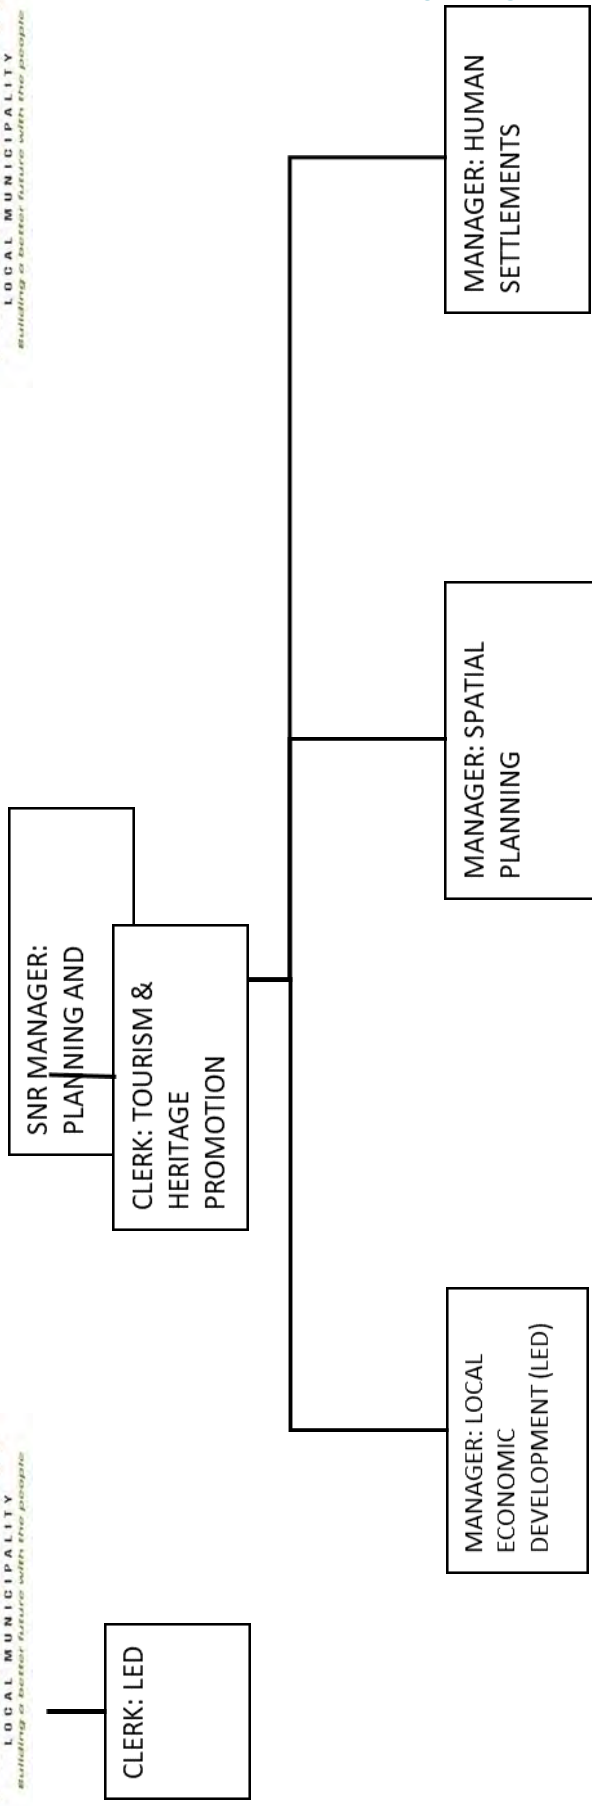 LOCAL MUNICIPALITY
Building a better future with the people
LOCAL MUNICIPALITY
Building a better future with the people
SNR MANAGER:
PLANNING AND
CLERK: TOURISM &
HERITAGE
PROMOTION
CLERK: LED
MANAGER: LOCAL
ECONOMIC
DEVELOPMENT (LED)
MANAGER: SPATIAL
PLANNING
MANAGER: HUMAN
SETTLEMENTS